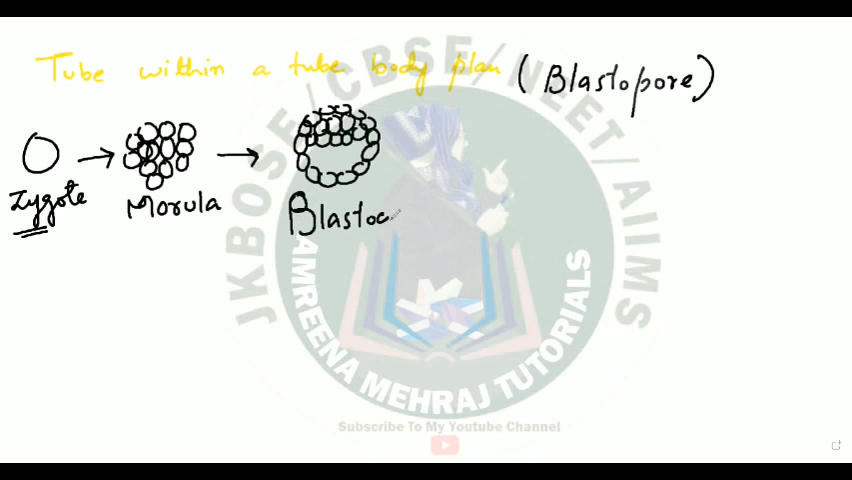 Tube within a tube body plan (Blastopore)
Zygote
Morula
Blastoc
JKBOSE/CBSE/NEET/AIIMS
AMREENA MEHRAJ TUTORIALS
Subscribe To My Youtube Channel